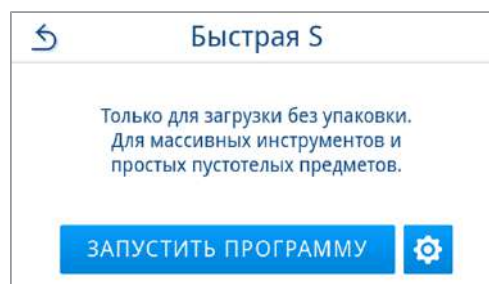 Быстрая S
Только для загрузки без упаковки.
Для массивных инструментов и
простых пустотелых предметов.
ЗАПУСТИТЬ ПРОГРАММУ